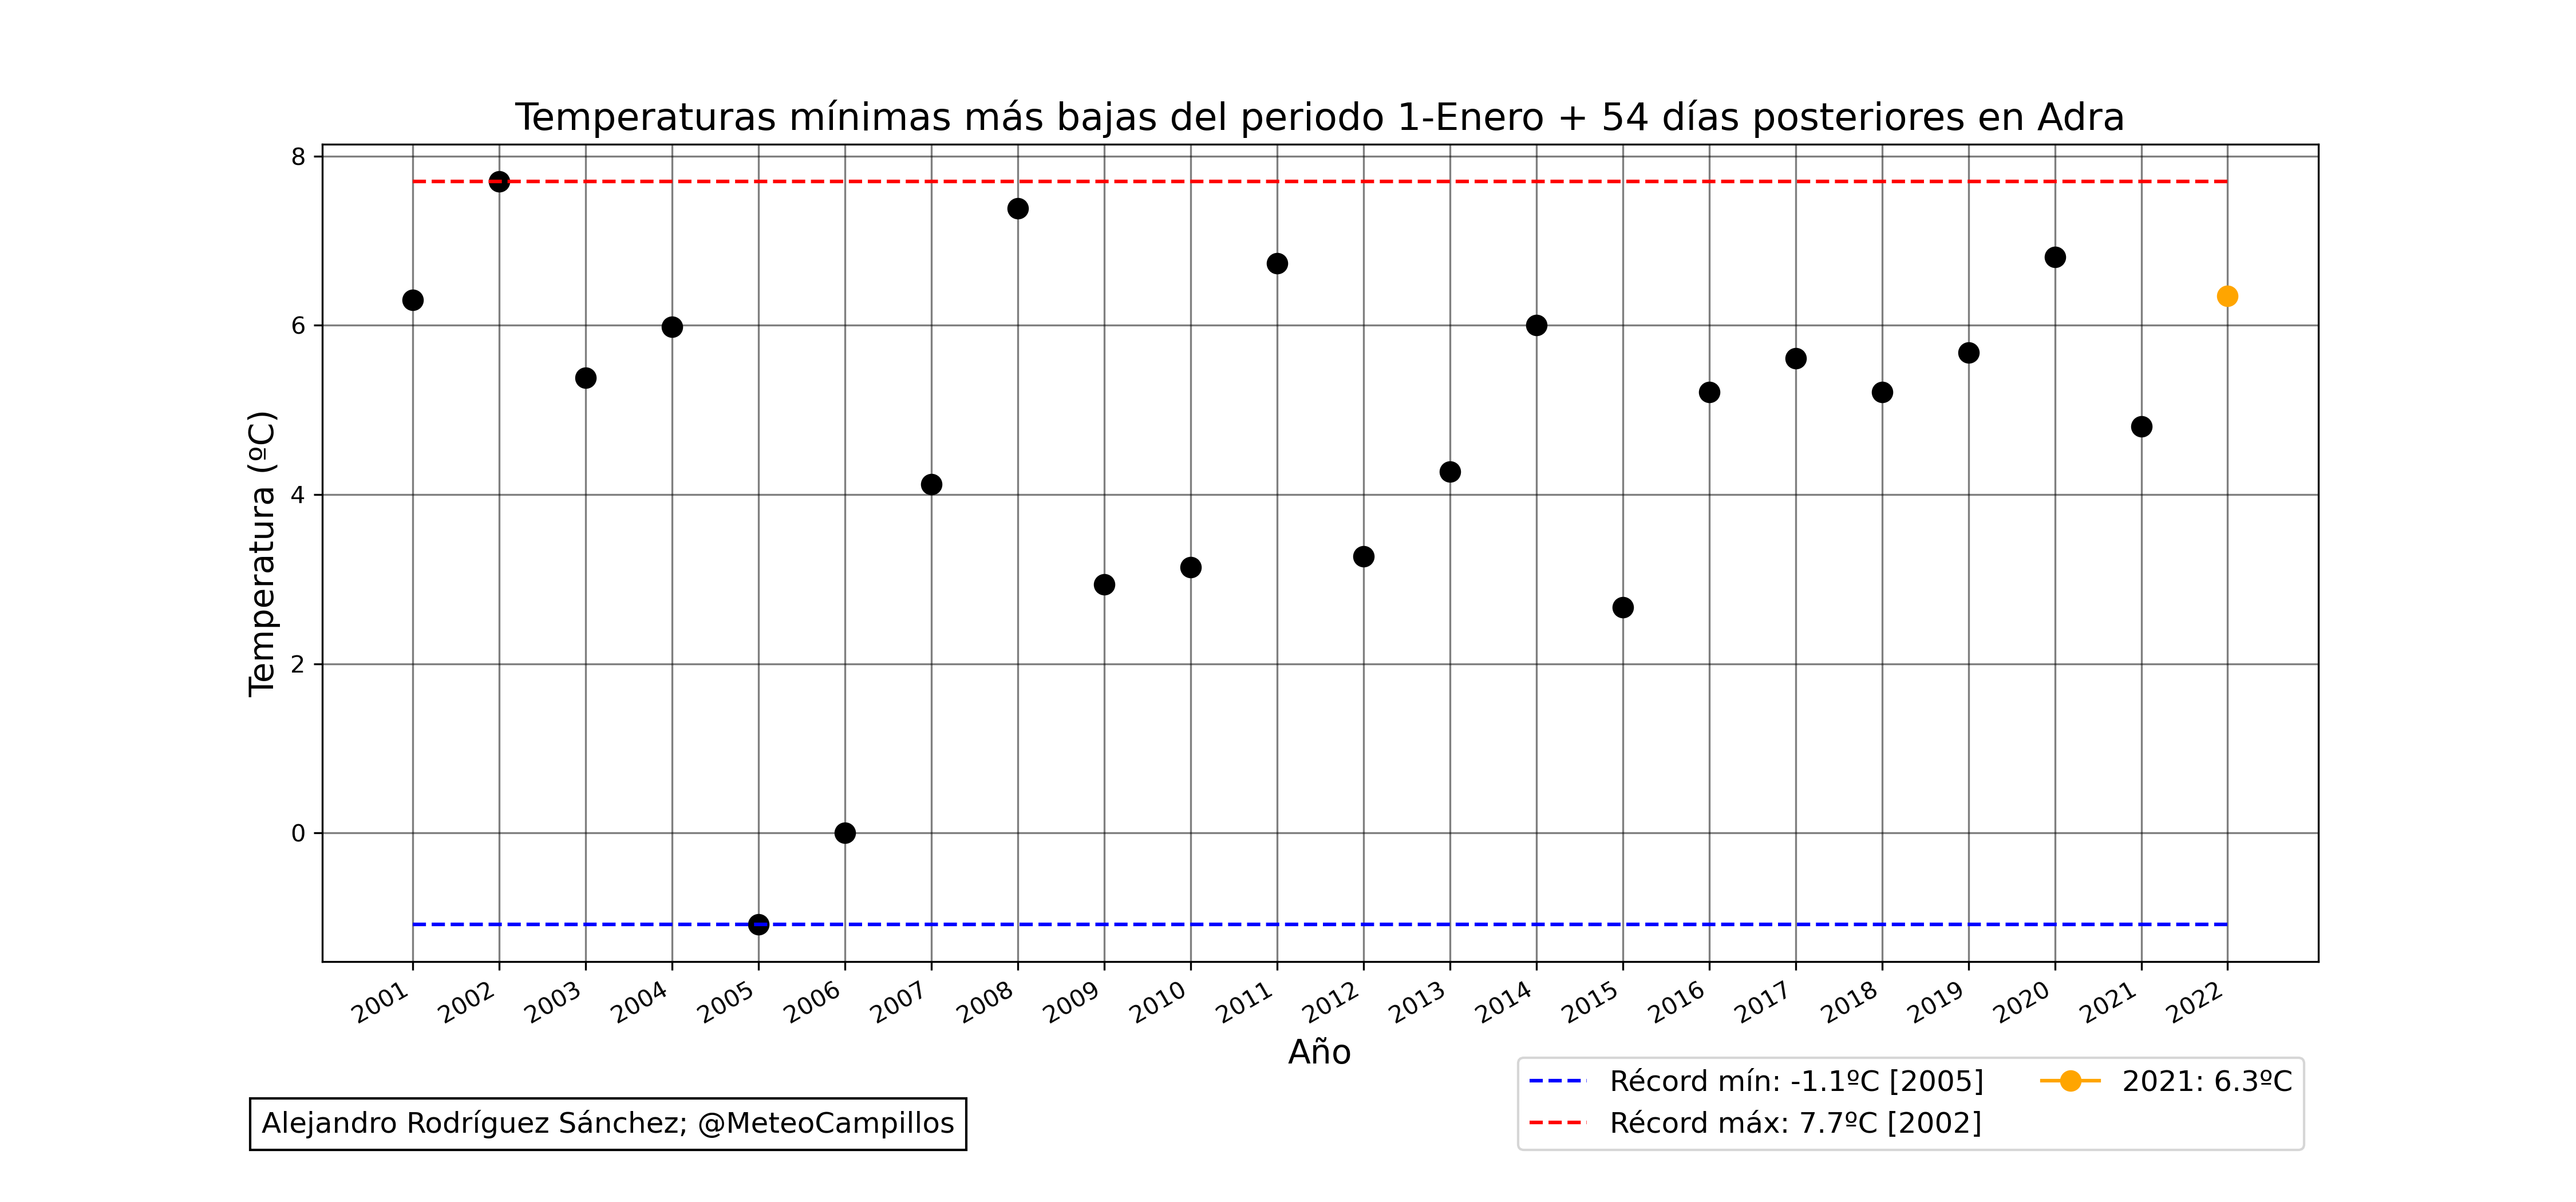 Temperaturas mínimas más bajas del periodo 1-Enero + 54 días posteriores en Adra
Temperatura (ºC)
8
6
4
2
0
2001 2002 2003 2004 2005 2006 2007 2008 2009 2010 2011 2012 2013 2014 2015 2016 2017 2018 2019 2020 2021 2022
Año
Récord mín: -1.1ºC [2005]
Récord máx: 7.7ºC [2002]
2021: 6.3ºC
Alejandro Rodríguez Sánchez; @MeteoCampillos